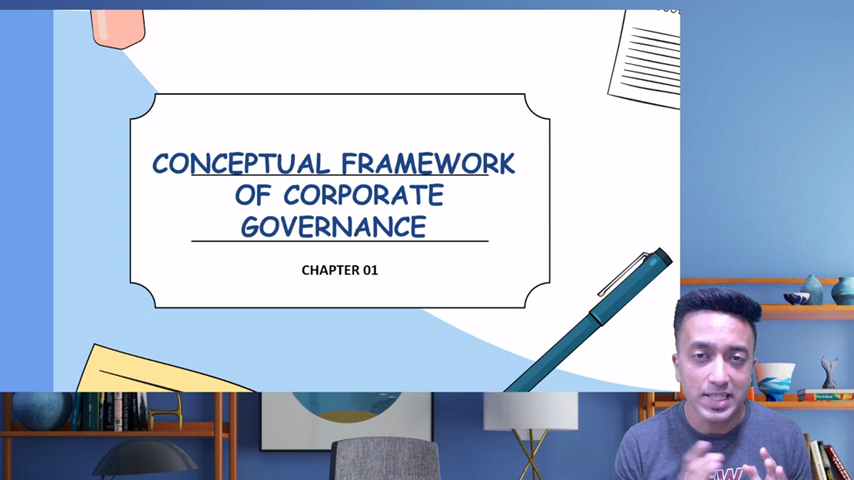 CONCEPTUAL FRAMEWORK
OF CORPORATE
GOVERNANCE
CHAPTER 01